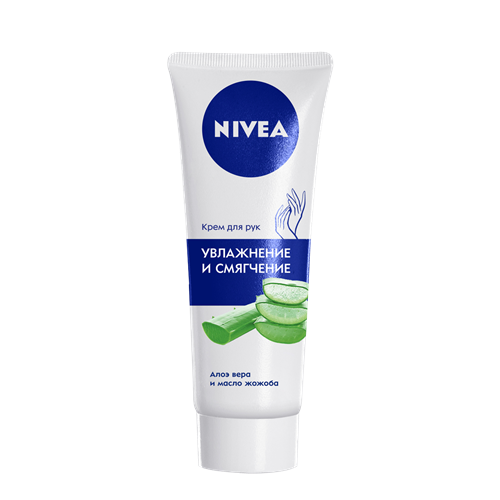 NIVEA
Крем для рук
УВЛАЖНЕНИЕ
И СМЯГЧЕНИЕ
Алоэ вера
и масло жожоба